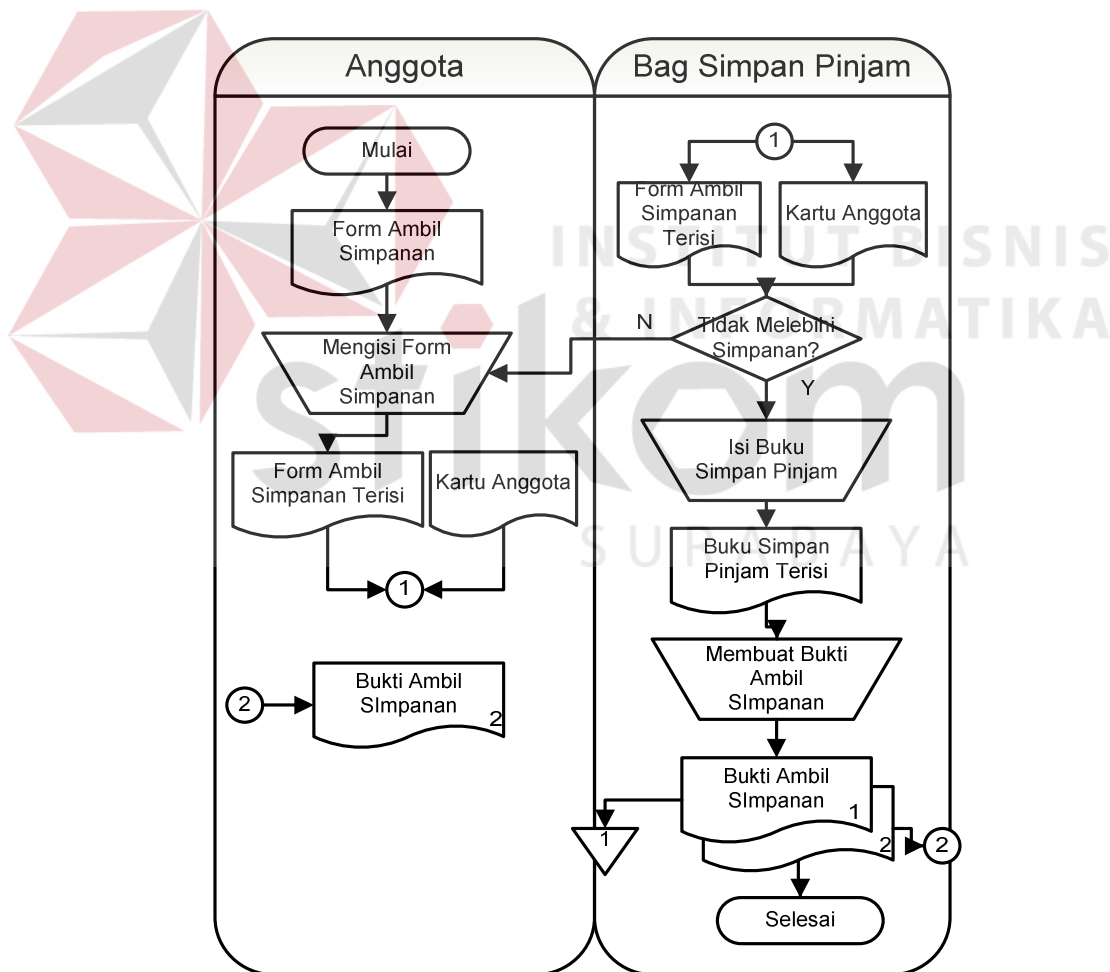 Anggota
Bag Simpan Pinjam
Mulai
Form Ambil
Simpanan
Mengisi Form
Ambil
Simpanan
Form Ambil
Simpanan Terisi
Kartu Anggota
1
2
Bukti Ambil
SImpanan
2
1
Form Ambil
Simpanan
Terisi
Kartu Anggota
Tidak Melebihi
Simpanan?
N
Y
Isi Buku
Simpan Pinjam
Buku Simpan
Pinjam Terisi
Membuat Bukti
Ambil
SImpanan
Bukti Ambil
SImpanan
1
2
1
2
Selesai
INSTITUT BISNIS
& INFORMATIKA
stikom
SURABAYA